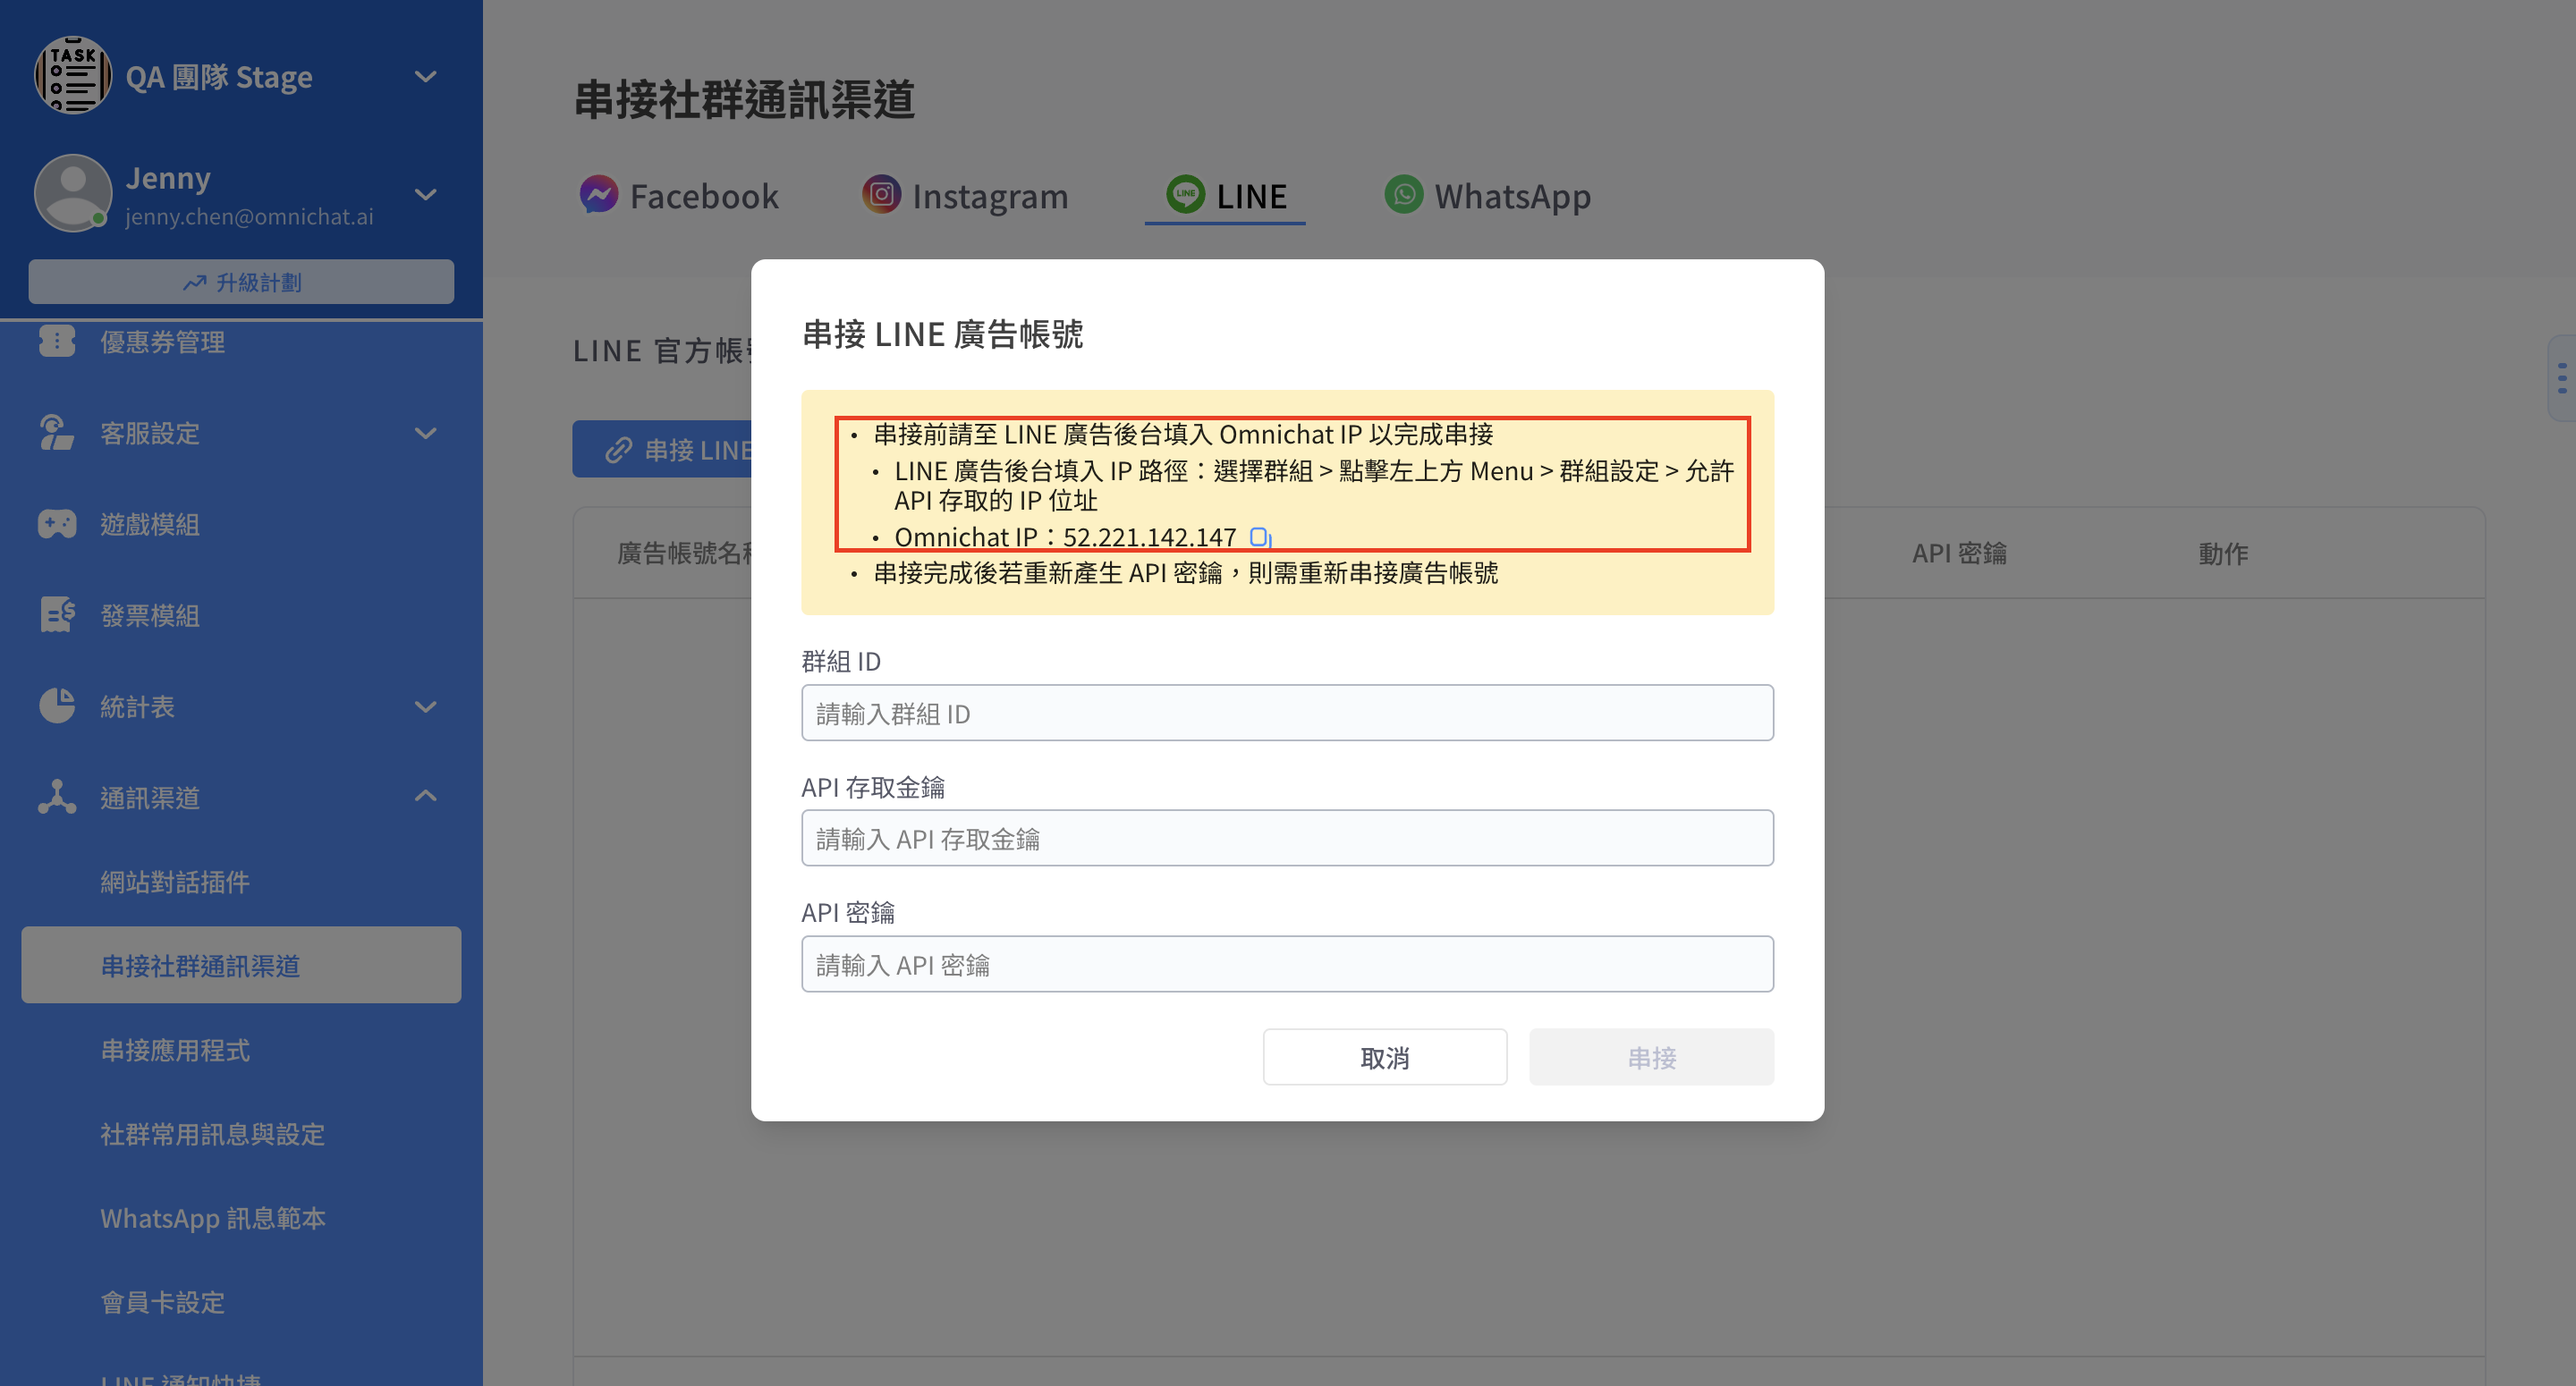 TASK
QA 團隊 Stage
Jenny
jenny.chen@omnichat.ai
升級計劃
優惠券管理
客服設定
遊戲模組
發票模組
統計表
通訊渠道
網站對話插件
串接社群通訊渠道
串接應用程式
社群常用訊息與設定
WhatsApp 訊息範本
會員卡設定
LINE 通知快捷
串接社群通訊渠道
Facebook
Instagram
LINE
LINE
WhatsApp
LINE 官方帳
串接 LINE
廣告帳號名
API 密鑰
動作
串接 LINE 廣告帳號
• 串接前請至 LINE 廣告後台填入 Omnichat IP 以完成串接
• LINE 廣告後台填入 IP 路徑：選擇群組 > 點擊左上方 Menu > 群組設定 > 允許
API 存取的 IP 位址
• Omnichat IP：52.221.142.147
• 串接完成後若重新產生 API 密鑰，則需重新串接廣告帳號
群組 ID
請輸入群組 ID
API 存取金鑰
請輸入 API 存取金鑰
API 密鑰
請輸入 API 密鑰
取消
串接